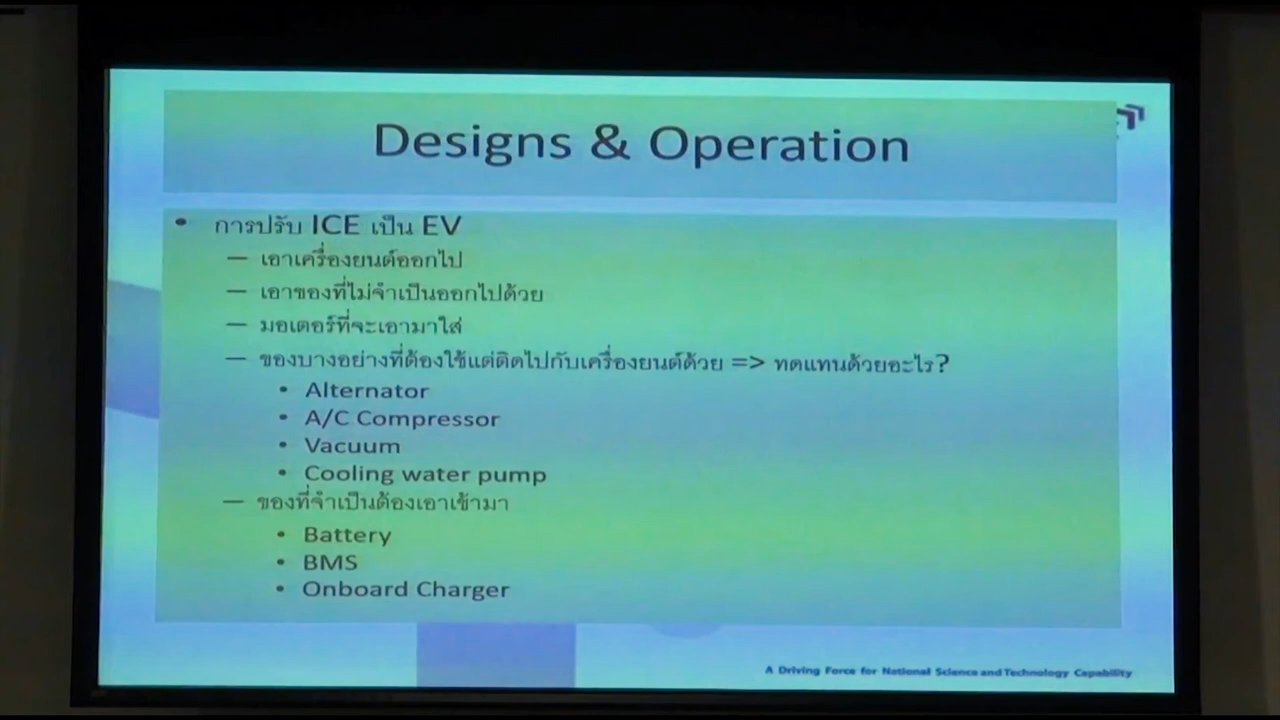 Designs & Operation
• การปรับ ICE เป็น EV
— เอาเครื่องยนต์ออกไป
— เอาของที่ไม่จำเป็นออกไปด้วย
— มอเตอร์ที่จะเอามาใส่
— ของบางอย่างที่ต้องใช้แต่ติดไปกับเครื่องยนต์ด้วย => ทดแทนด้วยอะไร?
• Alternator
• A/C Compressor
• Vacuum
• Cooling water pump
— ของที่จำเป็นต้องเอาเข้ามา
• Battery
• BMS
• Onboard Charger
A Driving Force for National Science and Technology Capability